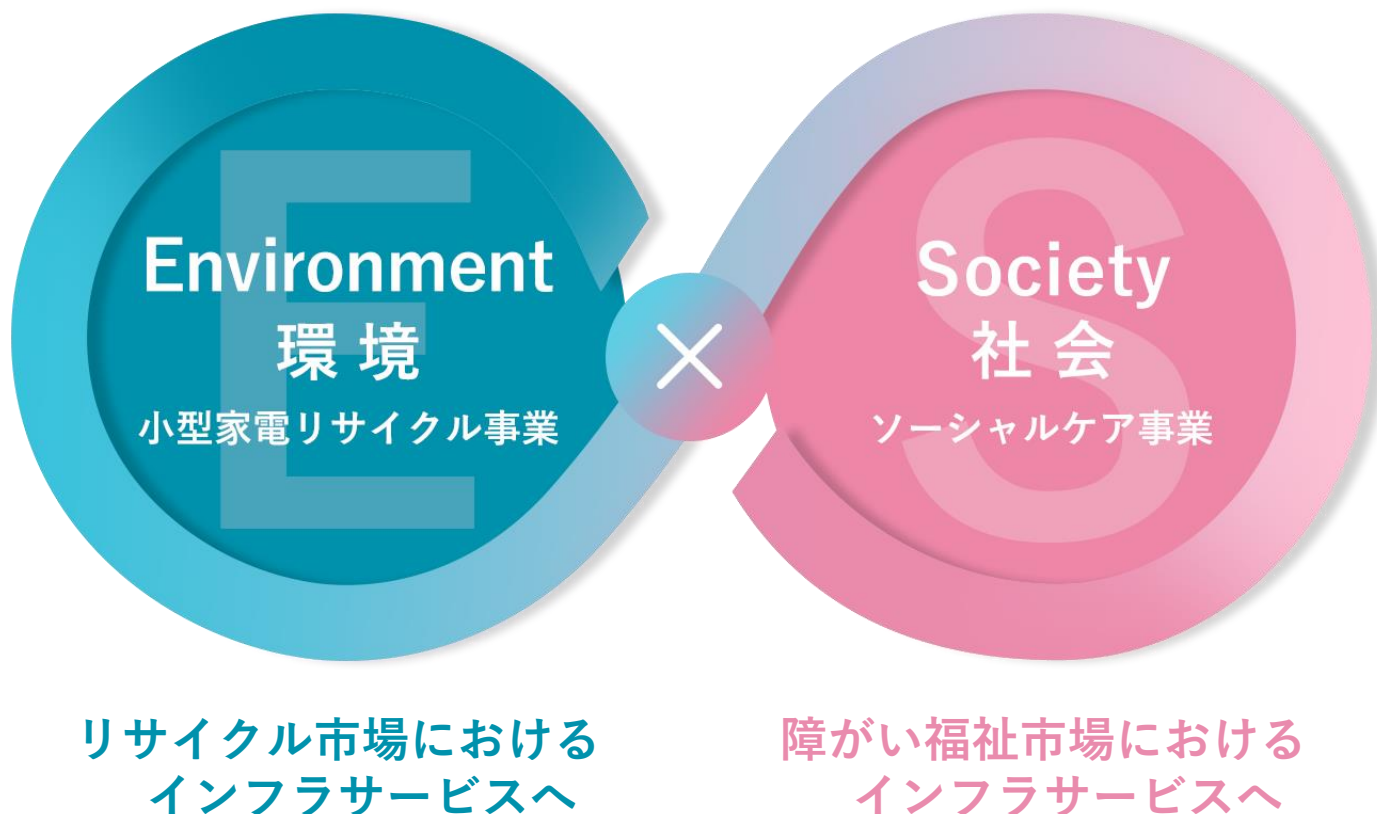 E
Environment
環境
小型家電リサイクル事業
×
S
Society
社会
ソーシャルケア事業
リサイクル市場における
インフラサービスへ
障がい福祉市場における
インフラサービスへ